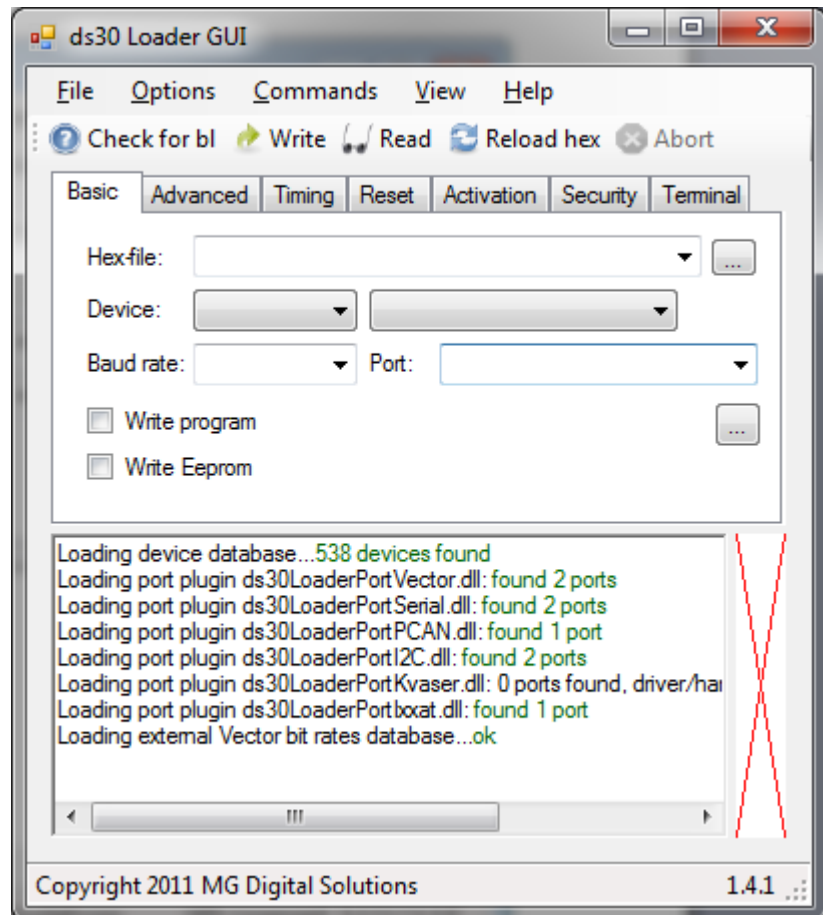 ds30 Loader GUI
File Options Commands View Help
Check for bl Write Read Reload hex Abort
Basic Advanced Timing Reset Activation Security Terminal
Hex-file: ...
Device:
Baud rate: Port:
Write program ...
Write Eeprom
Loading device database...538 devices found
Loading port plugin ds30LoaderPortVector.dll: found 2 ports
Loading port plugin ds30LoaderPortSerial.dll: found 2 ports
Loading port plugin ds30LoaderPortPCAN.dll: found 1 port
Loading port plugin ds30LoaderPortI2C.dll: found 2 ports
Loading port plugin ds30LoaderPortKvaser.dll: 0 ports found, driver/har
Loading port plugin ds30LoaderPortIxxat.dll: found 1 port
Loading external Vector bit rates database...ok
Copyright 2011 MG Digital Solutions 1.4.1